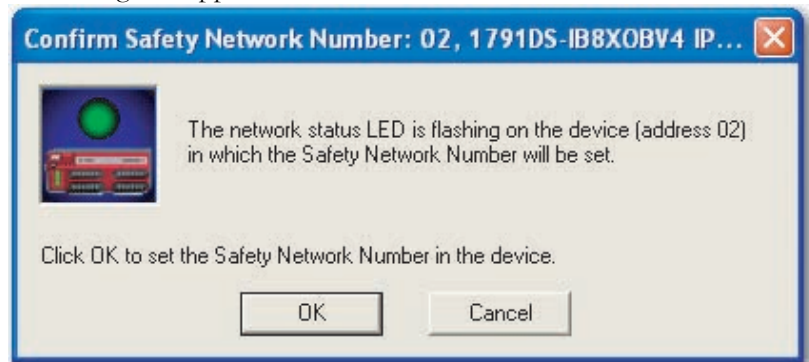 Confirm Safety Network Number: 02, 1791DS-IB8XOBV4 IP...
The network status LED is flashing on the device (address 02)
in which the Safety Network Number will be set.
Click OK to set the Safety Network Number in the device.
OK
Cancel